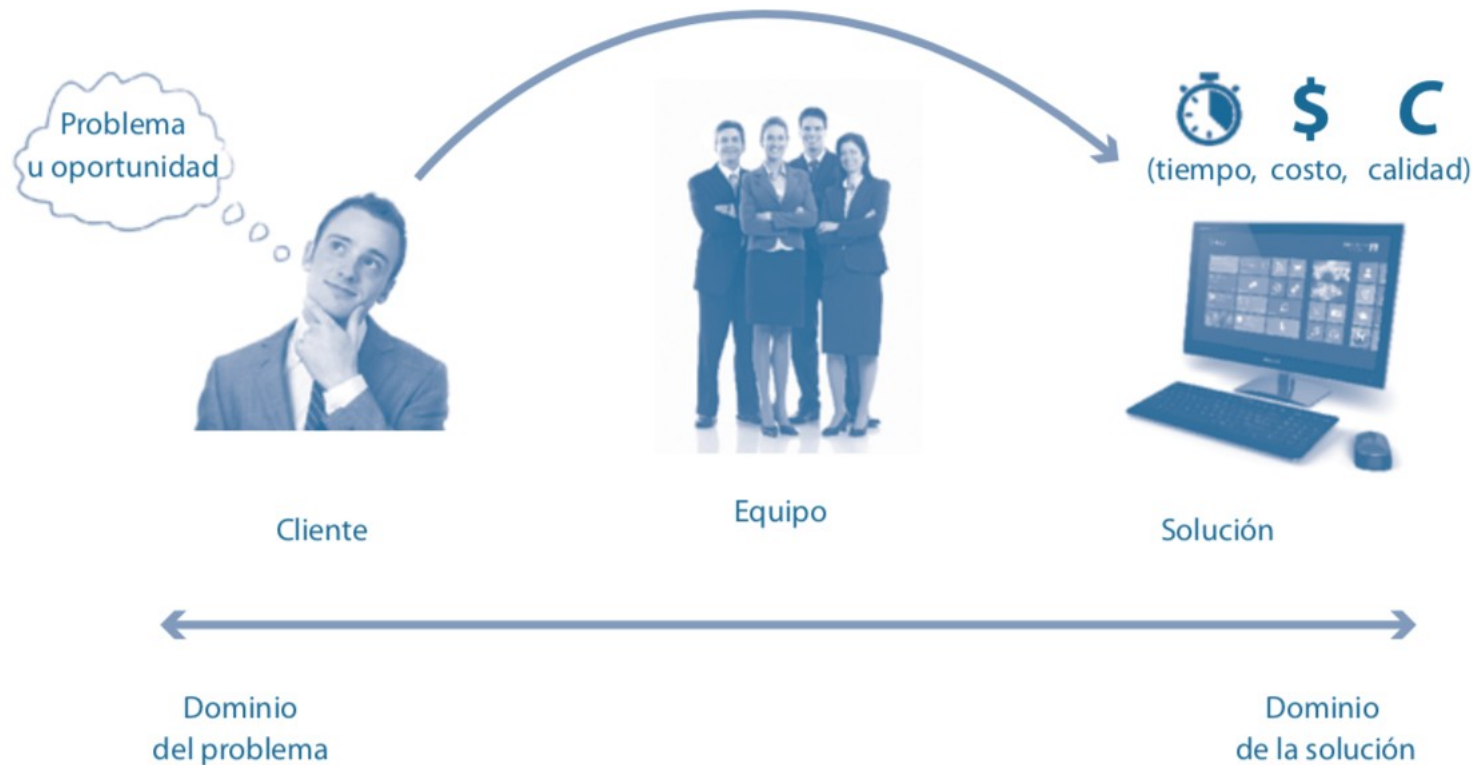 Problema
u oportunidad
$ C
(tiempo, costo, calidad)
Cliente
Equipo
Solución
Dominio
del problema
Dominio
de la solución